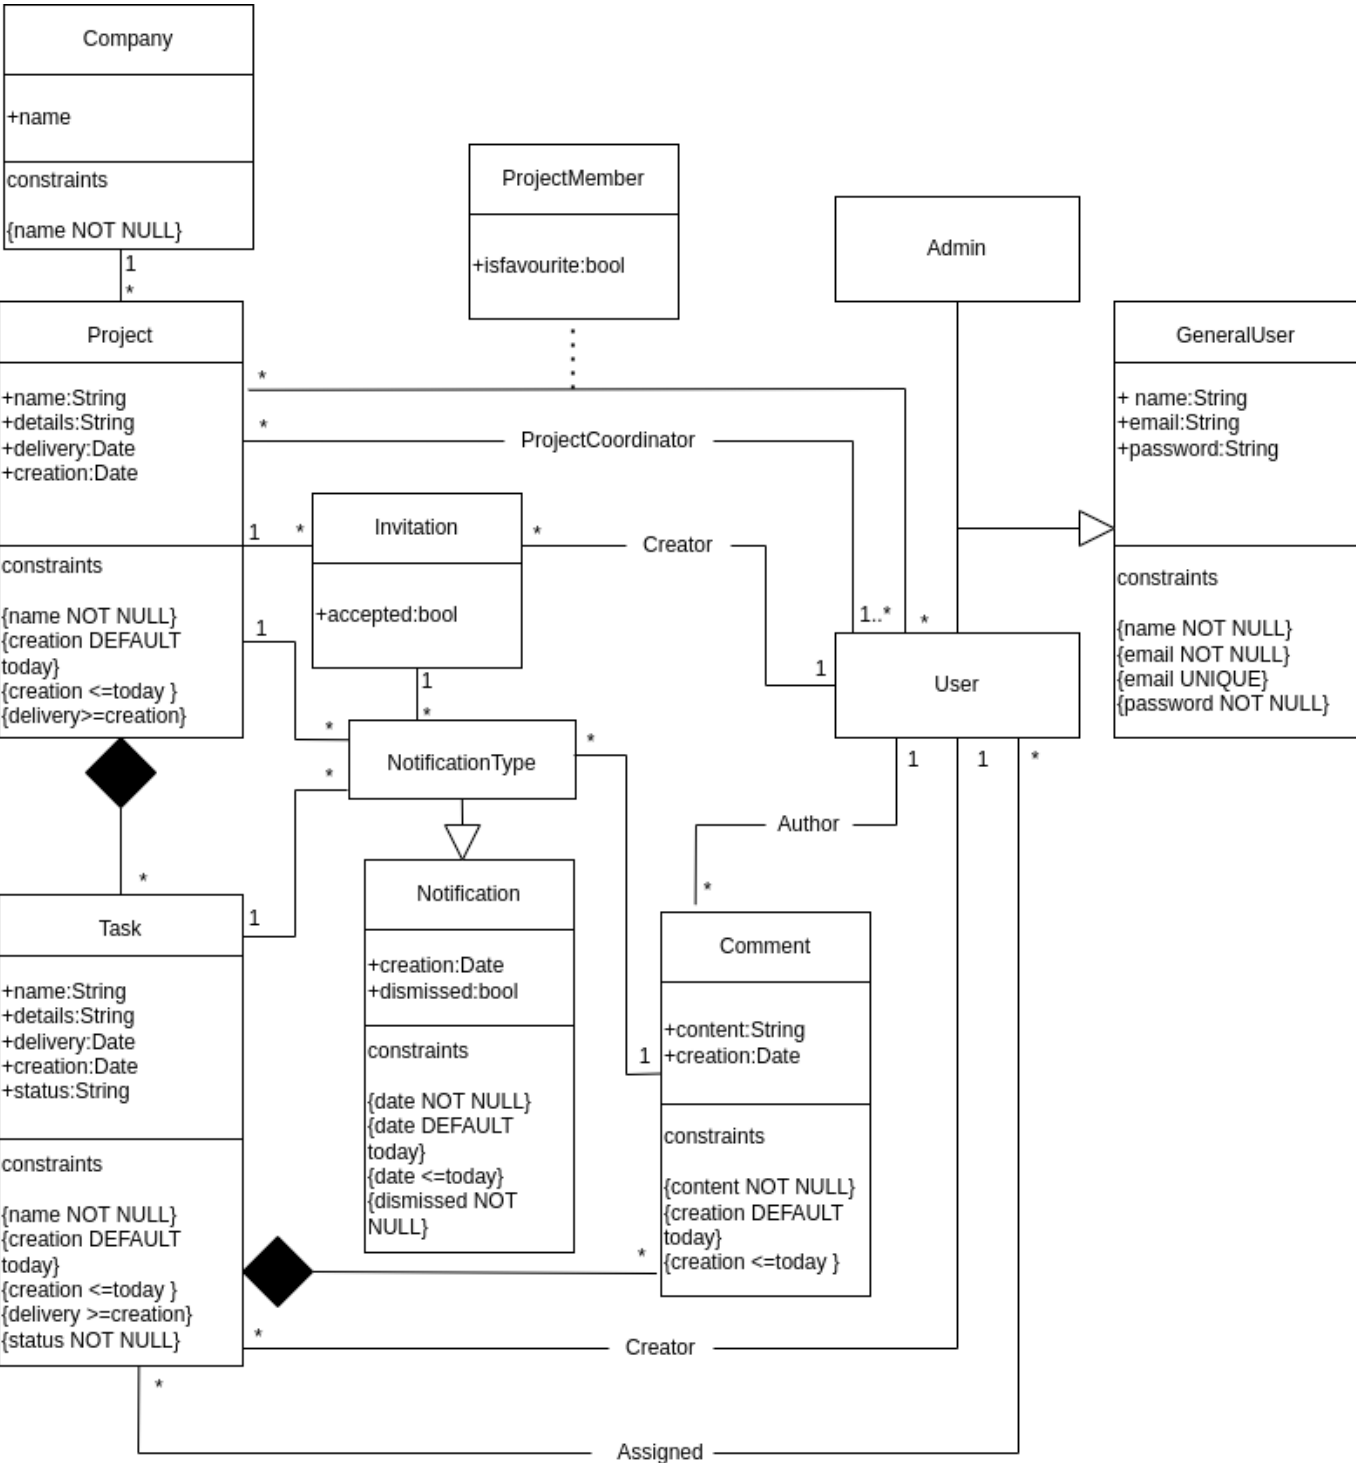 Company
+name
constraints
{name NOT NULL}
1
*
ProjectMember
+isfavourite:bool
Admin
Project
+name:String
+details:String
+delivery:Date
+creation:Date
constraints
{name NOT NULL}
{creation DEFAULT
today}
{creation <=today }
{delivery>=creation}
GeneralUser
+ name:String
+email:String
+password:String
constraints
{name NOT NULL}
{email NOT NULL}
{email UNIQUE}
{password NOT NULL}
*
*
ProjectCoordinator
1
*
Invitation
+accepted:bool
*
Creator
1..*
*
1
User
1
1
*
*
*
NotificationType
*
1
1
*
Author
*
*
Task
+name:String
+details:String
+delivery:Date
+creation:Date
+status:String
constraints
{name NOT NULL}
{creation DEFAULT
today}
{creation <=today }
{delivery >=creation}
{status NOT NULL}
1
Notification
+creation:Date
+dismissed:bool
constraints
{date NOT NULL}
{date DEFAULT
today}
{date <=today}
{dismissed NOT
NULL}
Comment
+content:String
+creation:Date
constraints
{content NOT NULL}
{creation DEFAULT
today}
{creation <=today }
1
*
*
Creator
*
Assigned